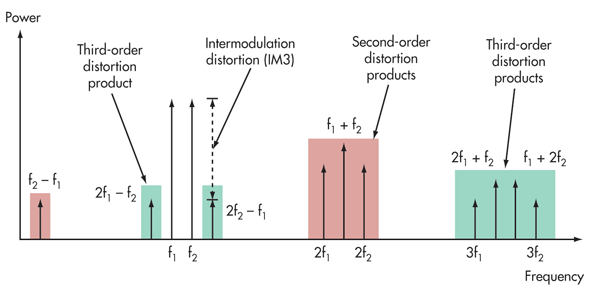 Power
Third-order
distortion
product
Intermodulation
distortion (IM3)
Second-order
distortion
products
Third-order
distortion
products
f₂ – f₁
2f₁ – f₂
2f₂ – f₁
f₁ + f₂
2f₁ + f₂ f₁ + 2f₂
f₁ f₂
2f₁ 2f₂
3f₁ 3f₂
Frequency